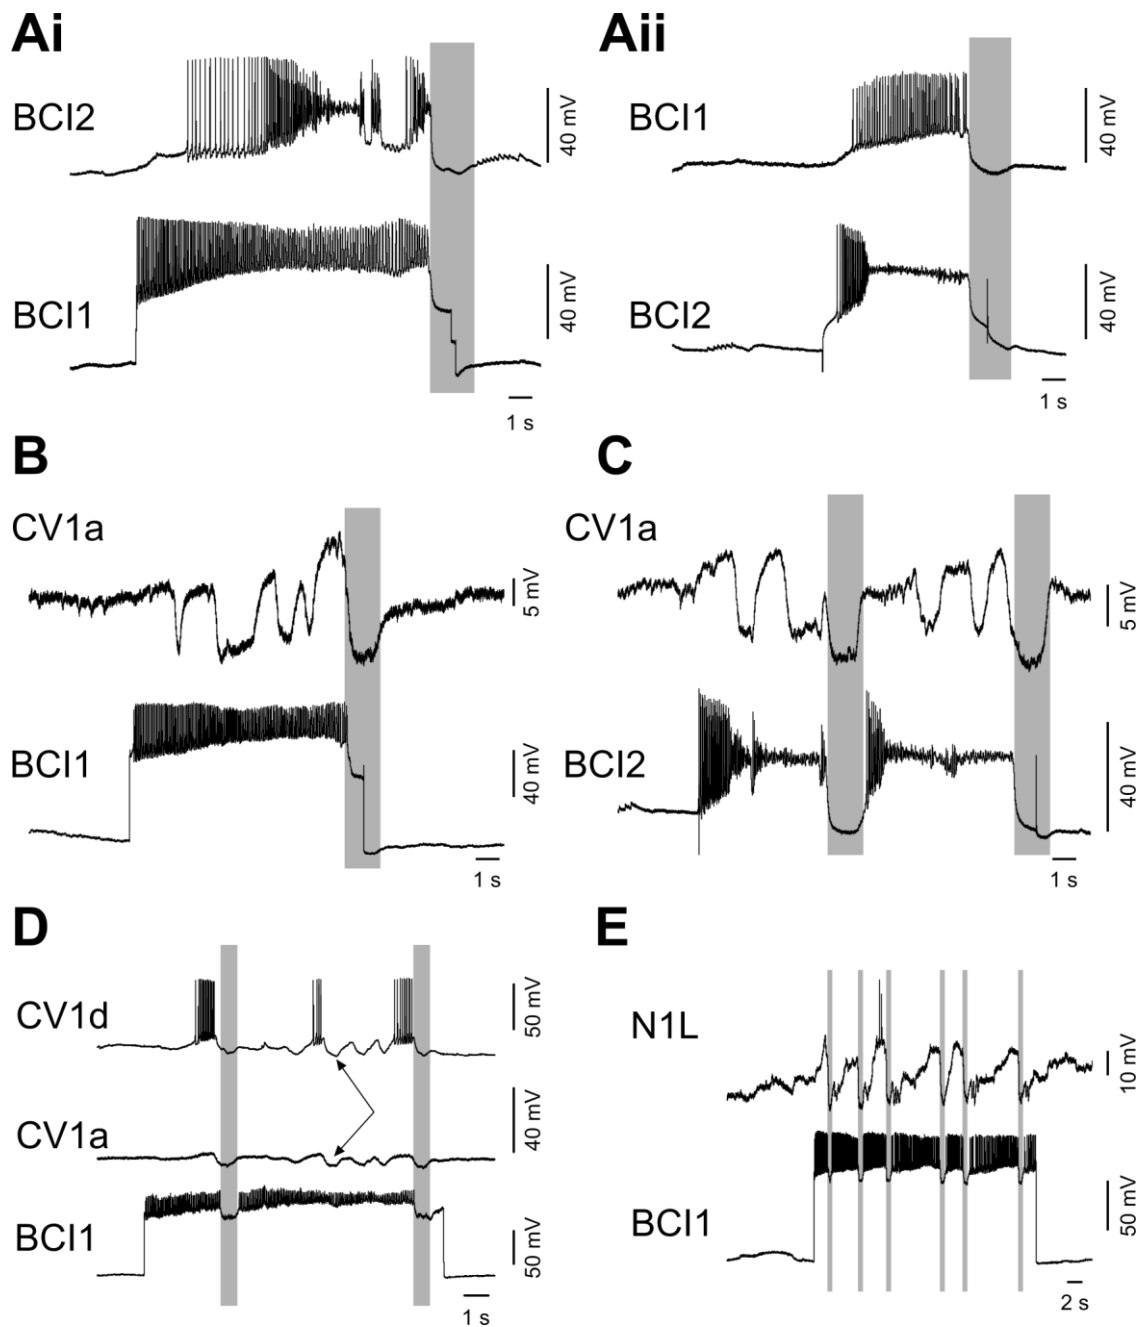 Ai
BCI2
40 mV
BCI1
40 mV
1 s
Aii
BCI1
40 mV
BCI2
40 mV
1 s
B
CV1a
5 mV
BCI1
40 mV
1 s
C
CV1a
5 mV
BCI2
40 mV
1 s
D
CV1d
50 mV
CV1a
40 mV
BCI1
50 mV
1 s
E
N1L
10 mV
BCI1
50 mV
2 s